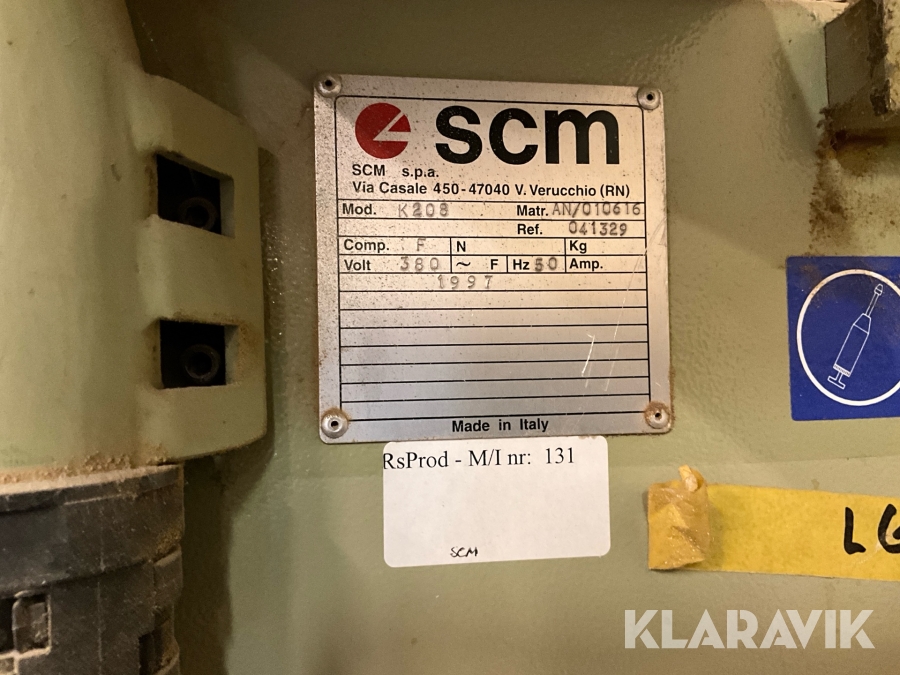 scm
SCM s.p.a.
Via Casale 450-47040 V. Verucchio (RN)
Mod. K208 Matr. AN/010616
Ref. 041329
Comp. F N Kg
Volt 380 ~ F Hz 50 Amp.
1997
Made in Italy
RsProd - M/I nr: 131
SCM
KLARAVIK